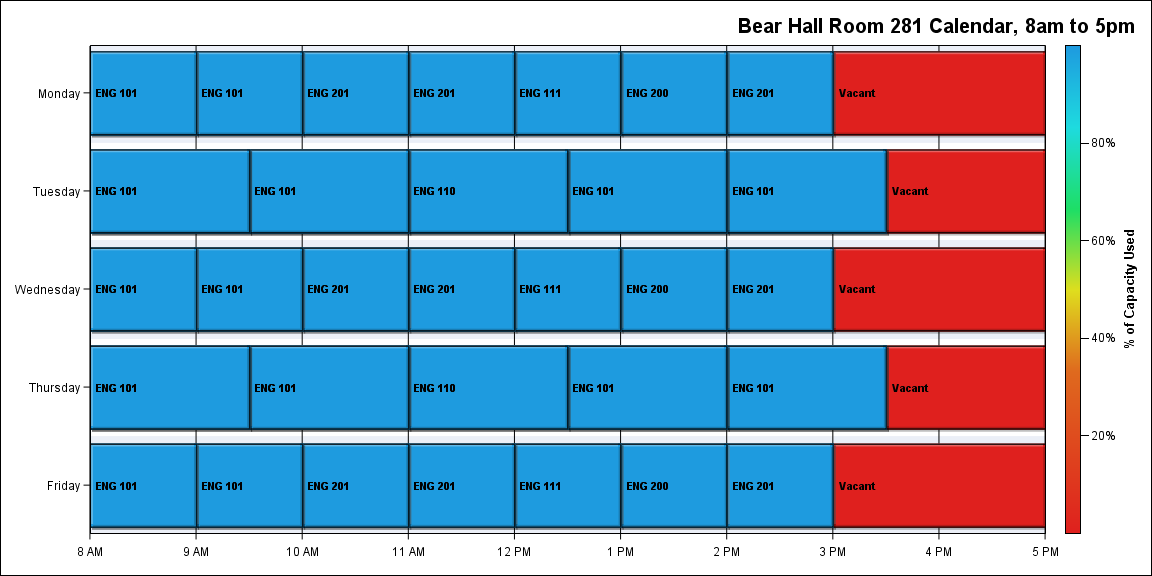 Bear Hall Room 281 Calendar, 8am to 5pm
Monday ENG 101 ENG 101 ENG 201 ENG 201 ENG 111 ENG 200 ENG 201 Vacant
80%
Tuesday ENG 101 ENG 101 ENG 110 ENG 101 ENG 101 Vacant
60%
Wednesday ENG 101 ENG 101 ENG 201 ENG 201 ENG 111 ENG 200 ENG 201 Vacant
% of Capacity Used
40%
Thursday ENG 101 ENG 101 ENG 110 ENG 101 ENG 101 Vacant
20%
Friday ENG 101 ENG 101 ENG 201 ENG 201 ENG 111 ENG 200 ENG 201 Vacant
8 AM 9 AM 10 AM 11 AM 12 PM 1 PM 2 PM 3 PM 4 PM 5 PM